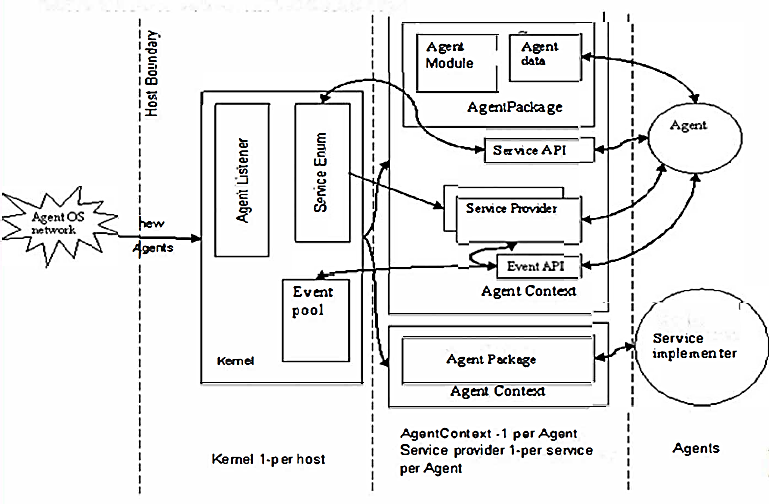 Host Boundary
Agent
Module
Agent
data
AgentPackage
Agent
Agent Listener
Service Enum
Service API
Agent OS
network
new
Agents
Service Provider
Event API
Agent Context
Event
pool
Kernel
Agent Package
Agent Context
Service
implementer
Kernel 1-per host
AgentContext -1 per Agent
Service provider 1-per service
per Agent
Agents